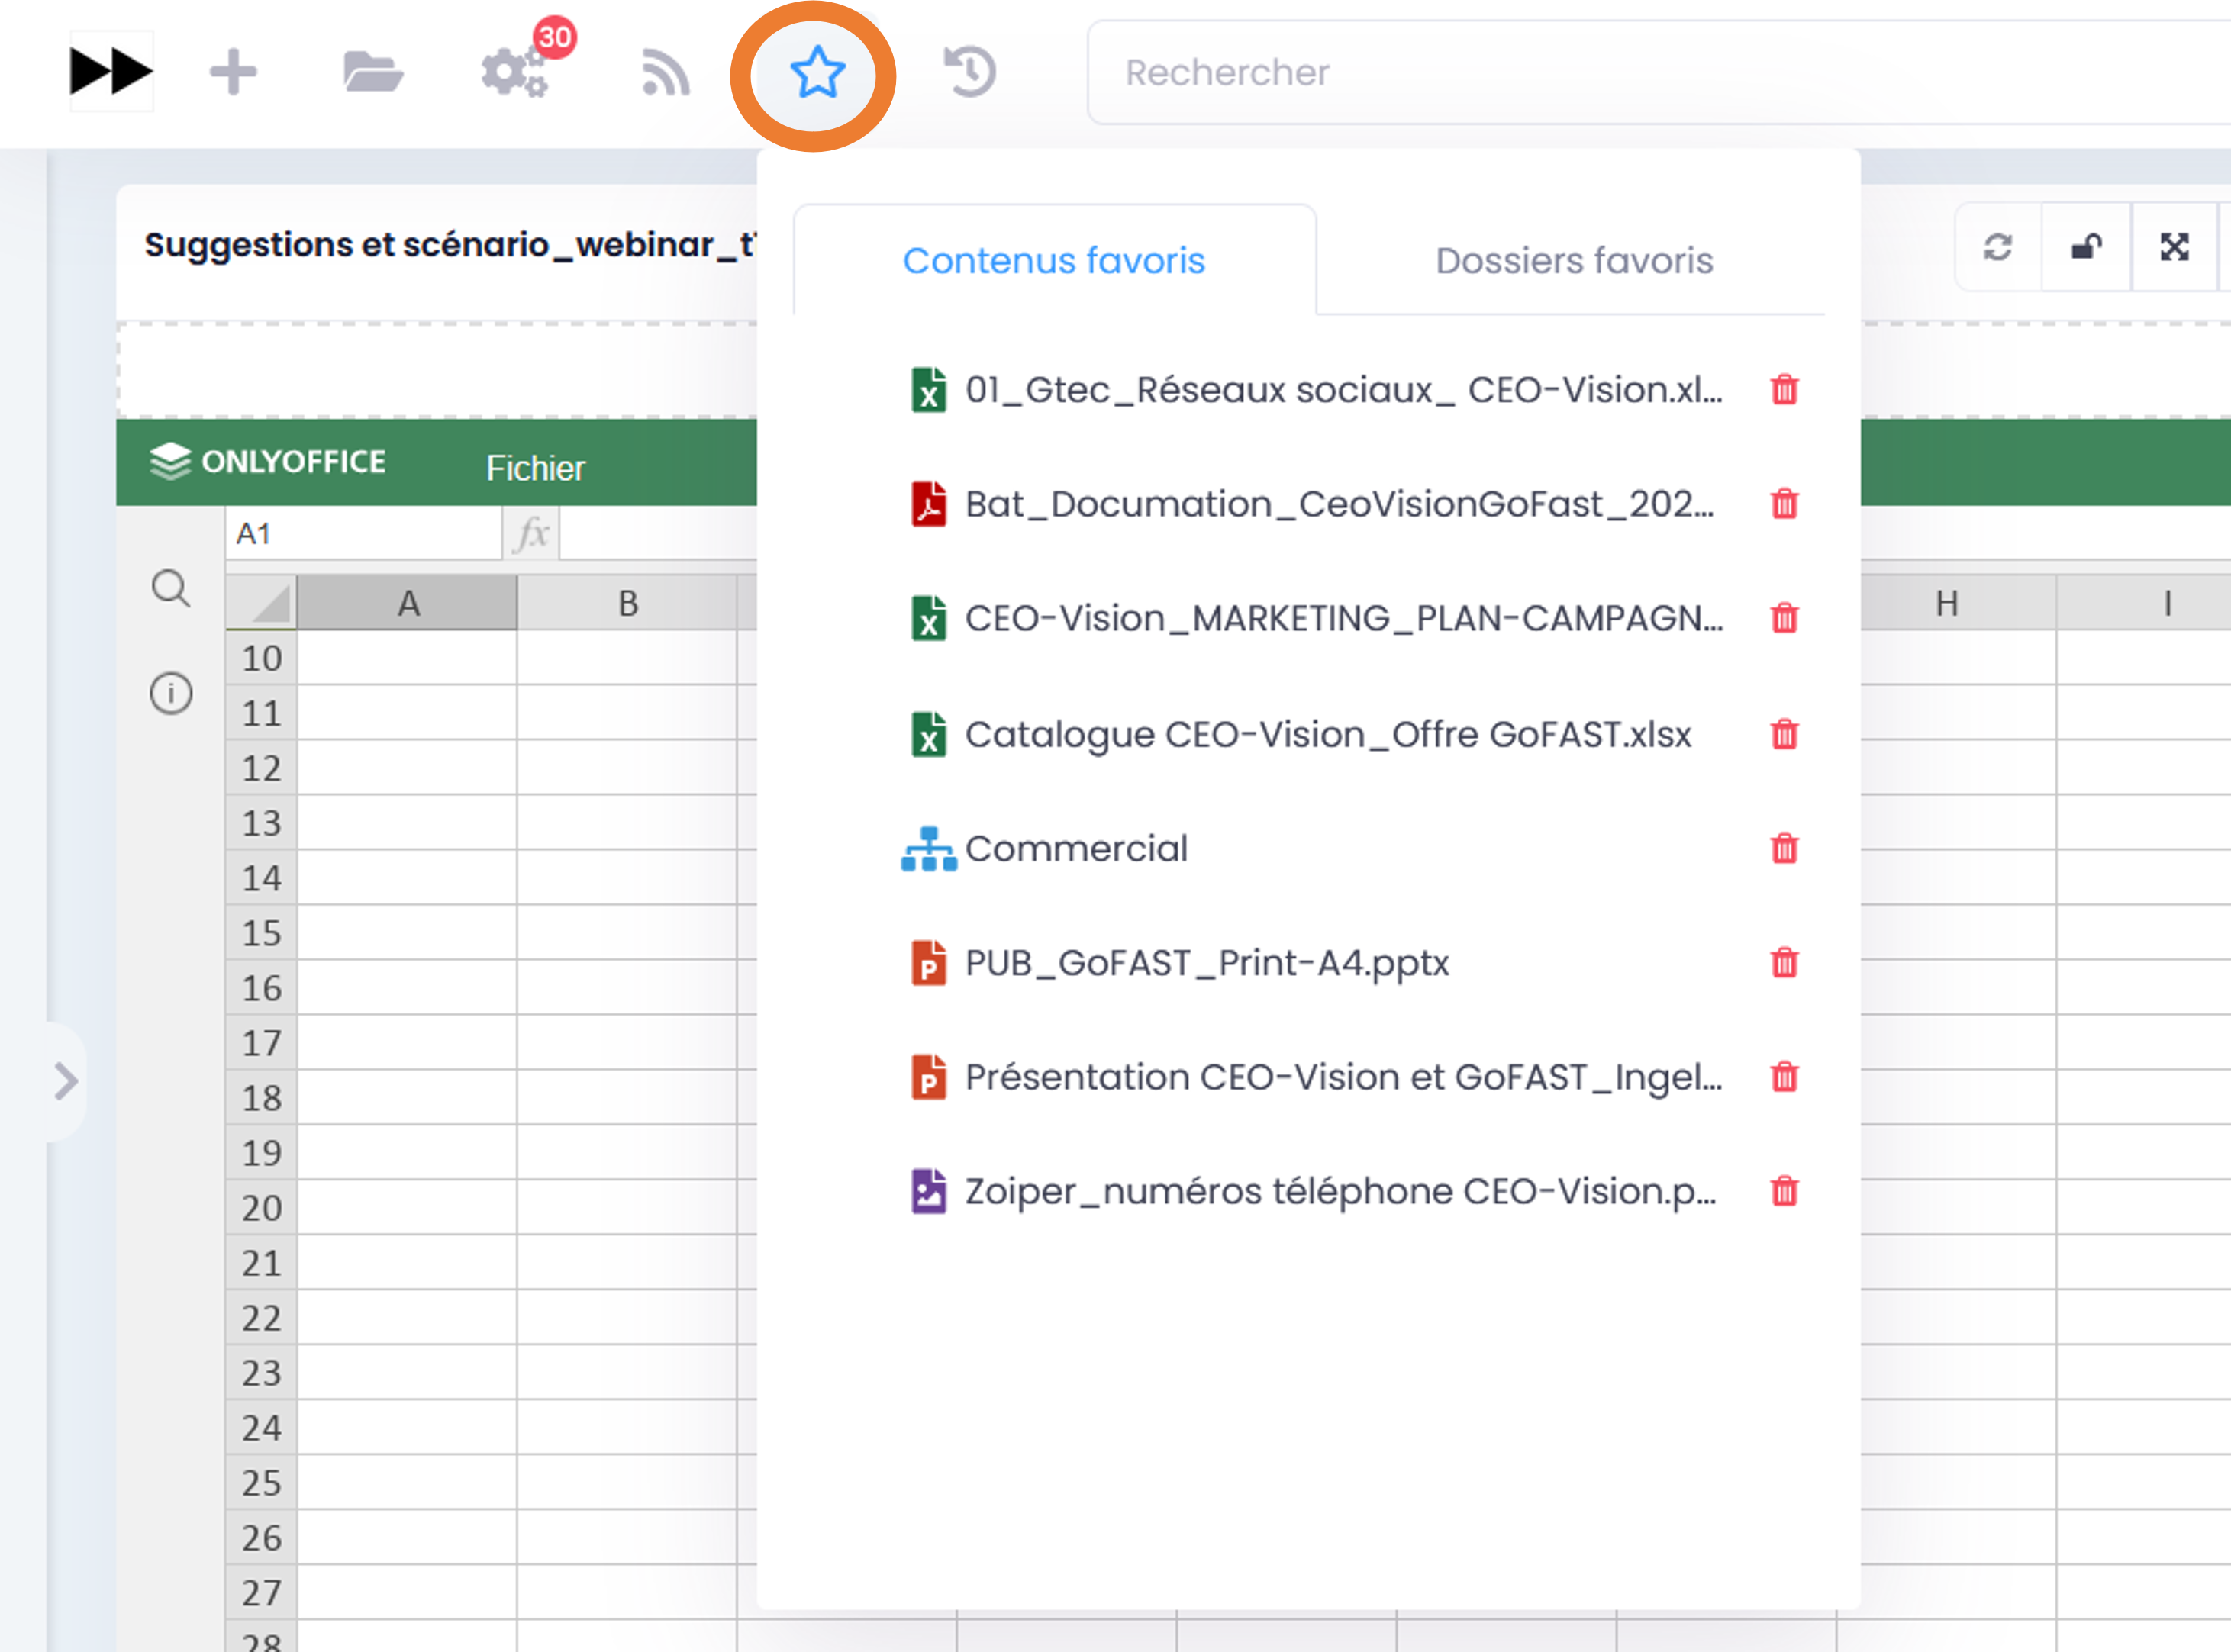 30
Rechercher
Suggestions et scénario_webinar_t
Contenus favoris
Dossiers favoris
01_Gtec_Réseaux sociaux_ CEO-Vision.xl...
Bat_Documation_CeoVisionGoFast_202...
CEO-Vision_MARKETING_PLAN-CAMPAGN...
Catalogue CEO-Vision_Offre GoFAST.xlsx
Commercial
PUB_GoFAST_Print-A4.pptx
Présentation CEO-Vision et GoFAST_Ingel...
Zoiper_numéros téléphone CEO-Vision.p...
ONLYOFFICE
Fichier
A1
fx
A
B
H
I
10
11
12
13
14
15
16
17
18
19
20
21
22
23
24
25
26
27
28